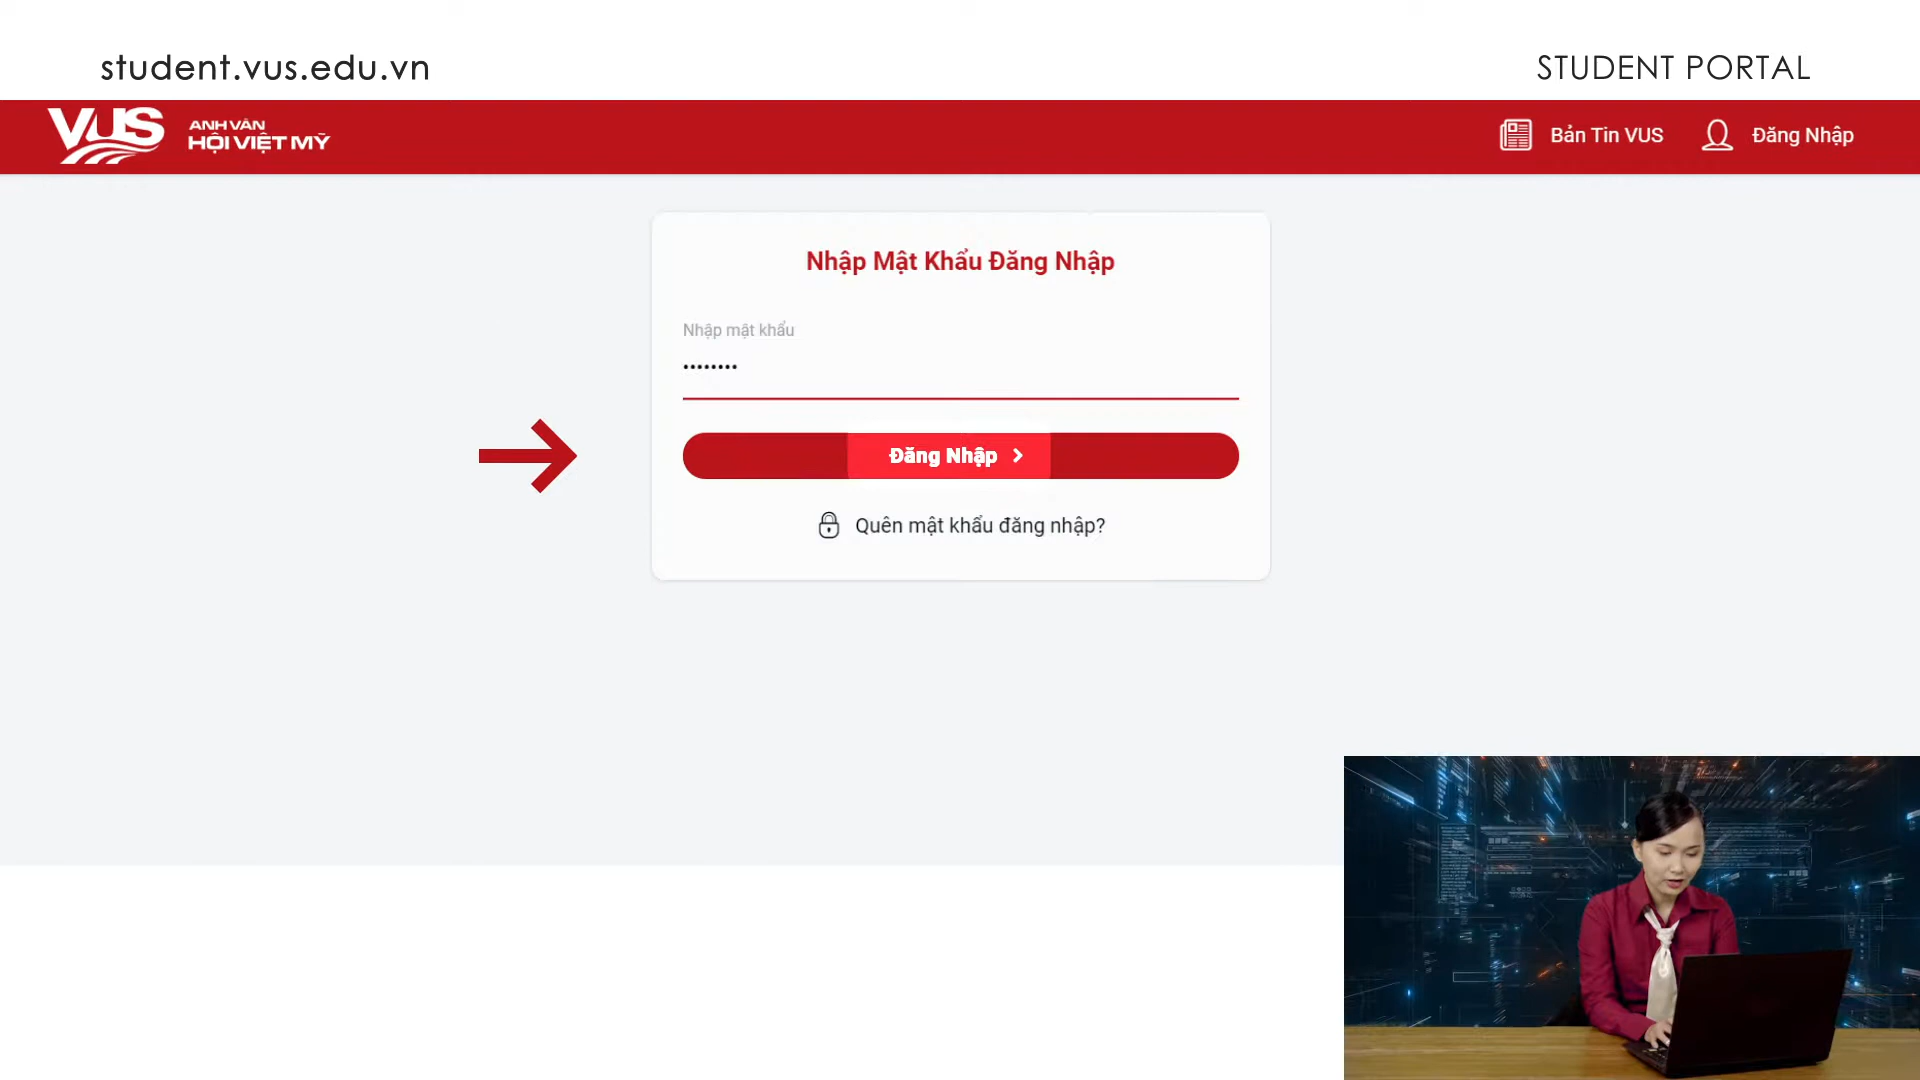 student.vus.edu.vn
STUDENT PORTAL
VUS
ANH VĂN
HỘI VIỆT MỸ
Bản Tin VUS
Đăng Nhập
Nhập Mật Khẩu Đăng Nhập
Nhập mật khẩu
••••••••
Đăng Nhập
Quên mật khẩu đăng nhập?